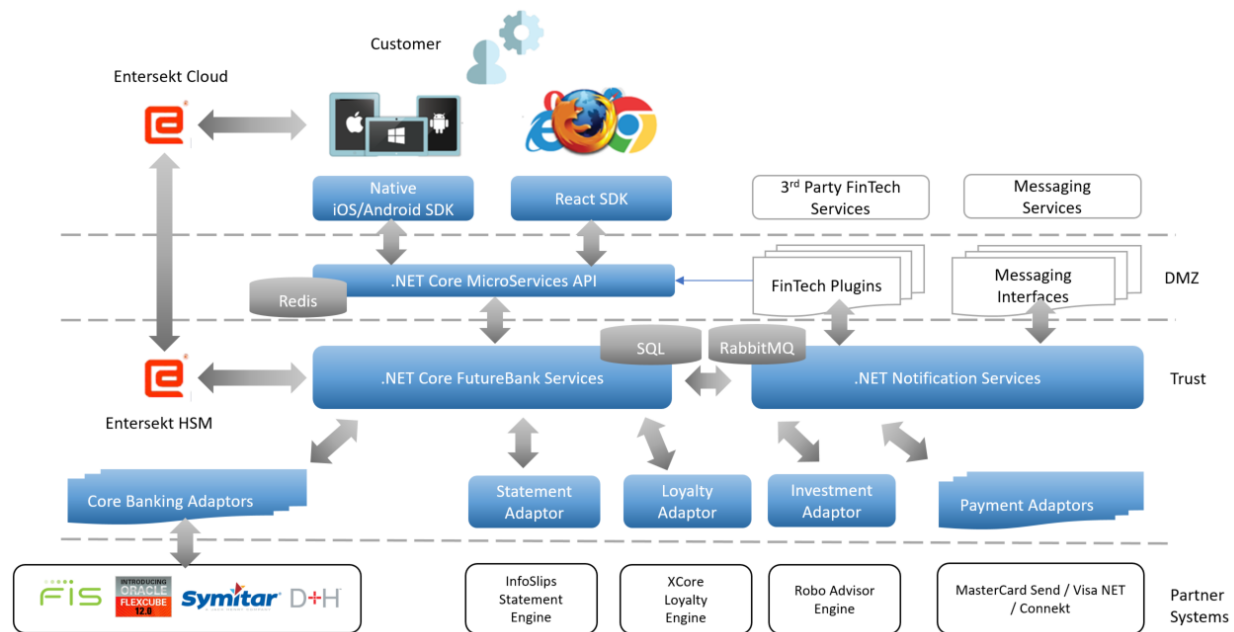 Customer
Entersekt Cloud
Native
iOS/Android SDK
React SDK
3rd Party FinTech
Services
Messaging
Services
.NET Core MicroServices API
Redis
FinTech Plugins
Messaging
Interfaces
DMZ
SQL
RabbitMQ
.NET Core FutureBank Services
.NET Notification Services
Trust
Entersekt HSM
Core Banking Adaptors
Statement
Adaptor
Loyalty
Adaptor
Investment
Adaptor
Payment Adaptors
FIS
INTRODUCING
ORACLE
FLEXCUBE
12.0
Symitar
D+H
InfoSlips
Statement
Engine
XCore
Loyalty
Engine
Robo Advisor
Engine
MasterCard Send / Visa NET
/ Connekt
Partner
Systems